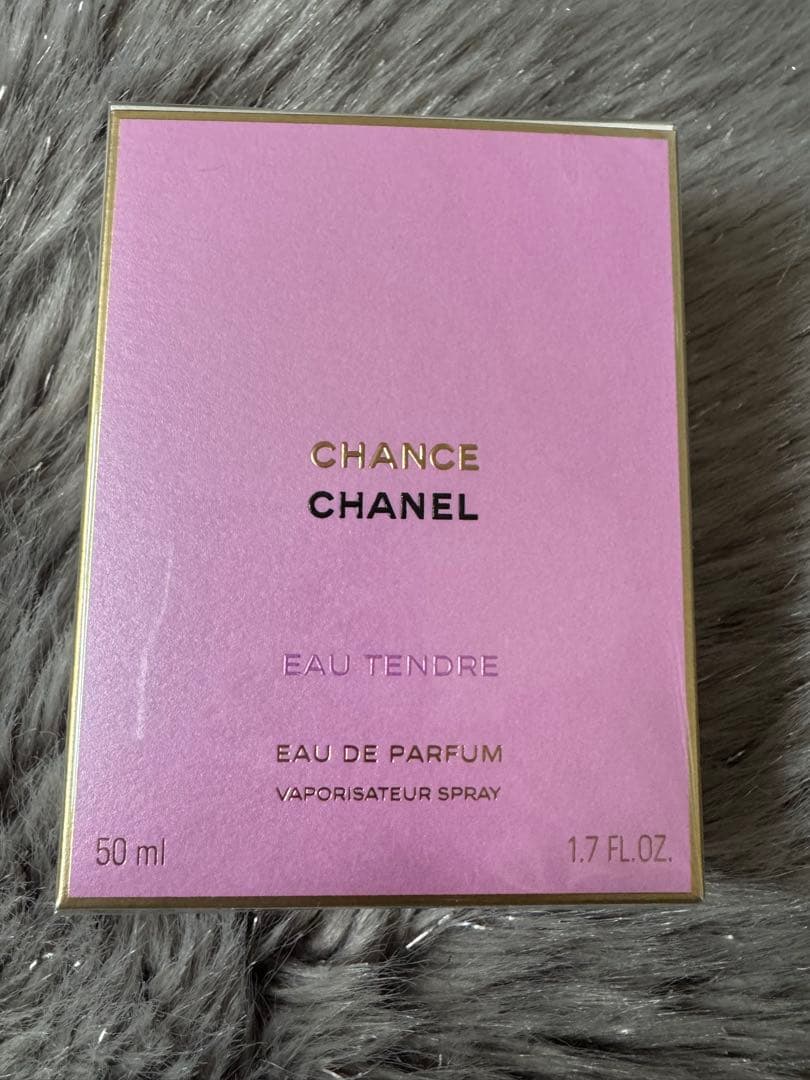 CHANCE
CHANEL
EAU TENDRE
EAU DE PARFUM
VAPORISATEUR SPRAY
50 ml 1.7 FL.OZ.